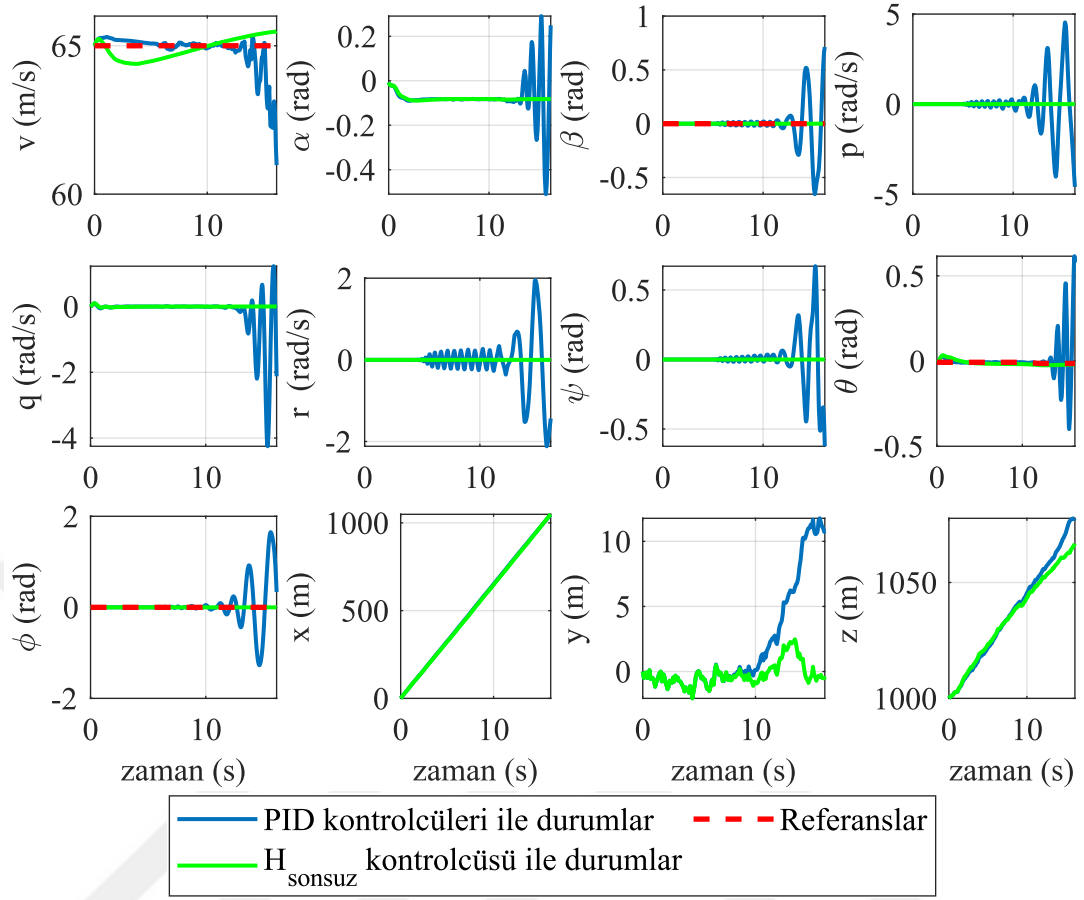 v (m/s)
65
60
0 10
α (rad)
0.2
0
-0.2
-0.4
0 10
β (rad)
1
0.5
0
-0.5
0 10
p (rad/s)
5
0
-5
0 10
q (rad/s)
0
-2
-4
0 10
r (rad/s)
2
0
-2
0 10
ψ (rad)
0.5
0
-0.5
0 10
θ (rad)
0.5
0
-0.5
0 10
ϕ (rad)
2
0
-2
0 10
zaman (s)
x (m)
1000
500
0
0 10
zaman (s)
y (m)
10
5
0
0 10
zaman (s)
z (m)
1050
1000
0 10
zaman (s)
PID kontrolcüleri ile durumlar
Referanslar
H_sonsuz kontrolcüsü ile durumlar